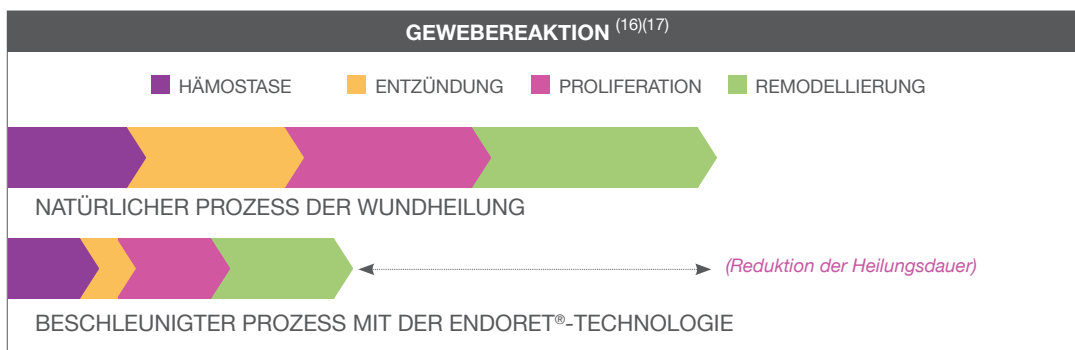 GEWEBEREAKTION (16)(17)
HÄMOSTASE ENTZÜNDUNG PROLIFERATION REMODELLIERUNG
NATÜRLICHER PROZESS DER WUNDHEILUNG
(Reduktion der Heilungsdauer)
BESCHLEUNIGTER PROZESS MIT DER ENDORET®-TECHNOLOGIE